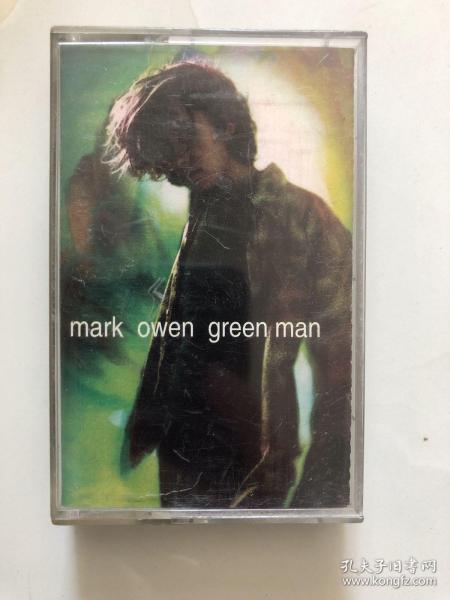 mark owen green man
孔夫子旧书网
www.kongfz.com